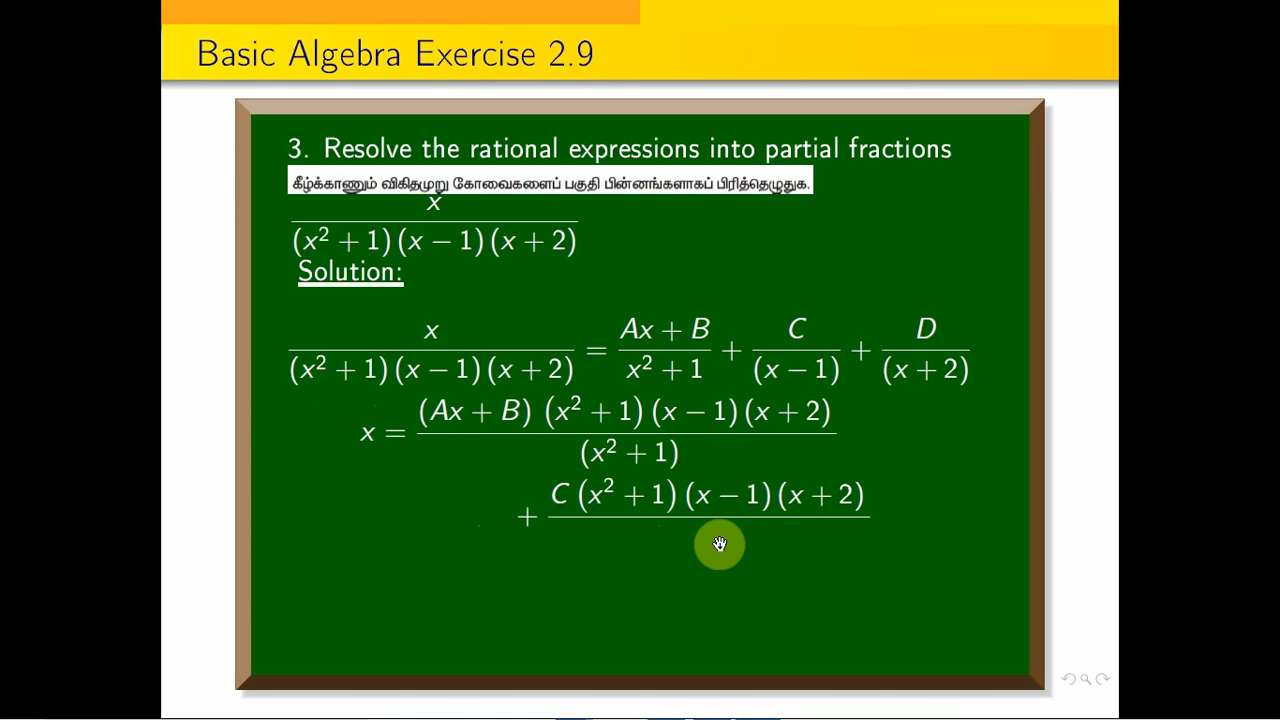 Basic Algebra Exercise 2.9
3. Resolve the rational expressions into partial fractions
கீழ்க்காணும் விகிதமுறு கோவைகளைப் பகுதி பின்னங்களாகப் பிரித்தெழுதுக.
x
(x² + 1) (x − 1) (x + 2)
Solution:
x / (x² + 1) (x − 1) (x + 2) = Ax + B / x² + 1 + C / (x − 1) + D / (x + 2)
x = (Ax + B) (x² + 1) (x − 1) (x + 2) / (x² + 1)
+ C (x² + 1) (x − 1) (x + 2)